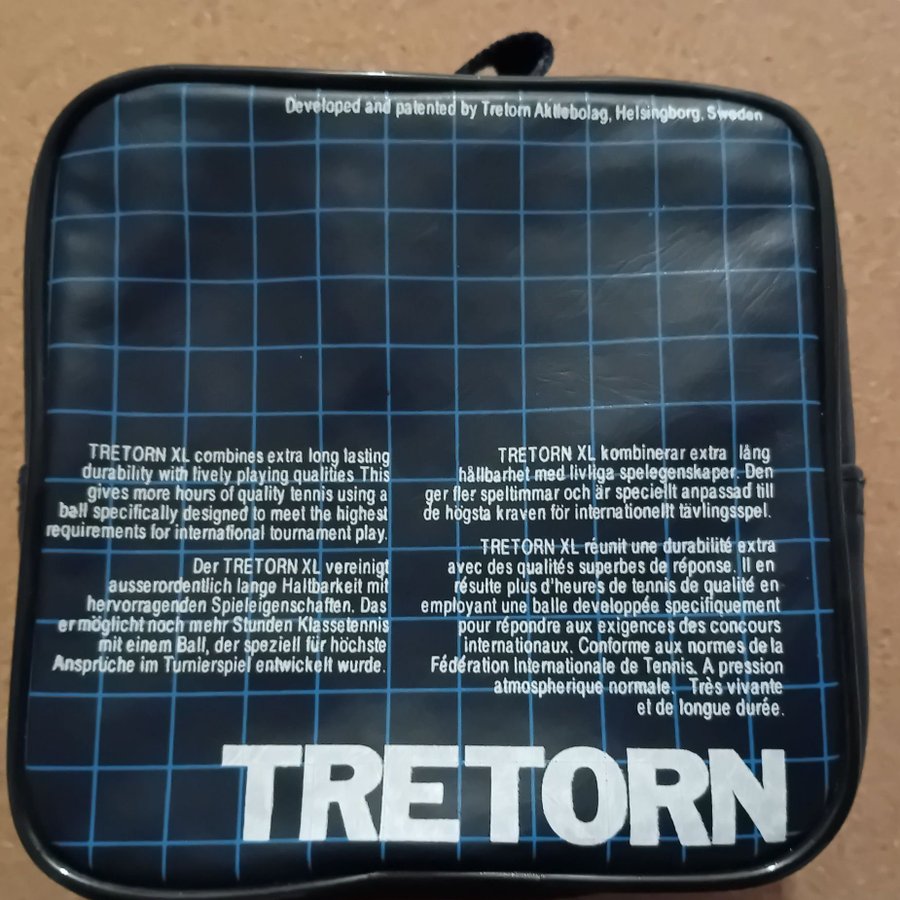 Developed and patented by Tretorn Aktiebolag, Helsingborg, Sweden
TRETORN XL combines extra long lasting
durability with lively playing qualities This
gives more hours of quality tennis using a
ball specifically designed to meet the highest
requirements for international tournament play.
Der TRETORN XL vereinigt
ausserordentlich lange Haltbarkeit mit
hervorragenden Spieleigenschaften. Das
ermöglicht noch mehr Stunden Klassetennis
mit einem Ball, der speziell für höchste
Ansprüche im Turnierspiel entwickelt wurde.
TRETORN XL kombinerar extra lång
hållbarhet med livliga spelegenskaper. Den
ger fler speltimmar och är speciellt anpassad till
de högsta kraven för internationellt tävlingsspel.
TRETORN XL réunit une durabilité extra
avec des qualités superbes de réponse. Il en
résulte plus d'heures de tennis de qualité en
employant une balle developpée specifiquement
pour répondre aux exigences des concours
internationaux. Conforme aux normes de la
Fédération Internationale de Tennis. A pression
atmospherique normale. Très vivante
et de longue durée.
TRETORN